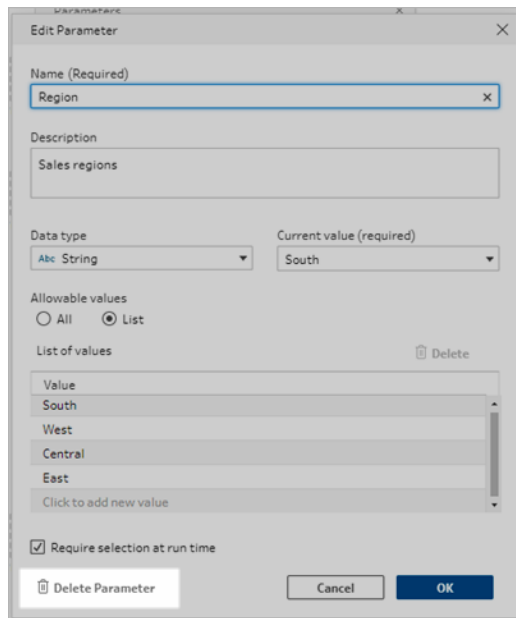 Parameters
Edit Parameter
Name (Required)
Region
Description
Sales regions
Data type
Current value (required)
Abc String
South
Allowable values
All
List
List of values
Delete
Value
South
West
Central
East
Click to add new value
Require selection at run time
Delete Parameter
Cancel
OK